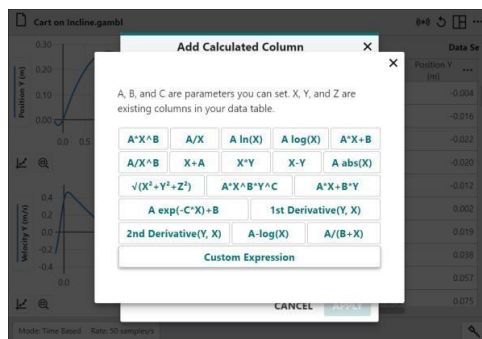 Cart on Incline.gambl
Add Calculated Column
Data Se
0.30
0.20
0.10
0.00
Position Y (m)
0.0 0.5
A, B, and C are parameters you can set. X, Y, and Z are
existing columns in your data table.
A*X^B A/X A ln(X) A log(X) A*X+B
A/X^B X+A X*Y X-Y A abs(X)
√(X²+Y²+Z²) A*X^B*Y^C A*X+B*Y
A exp(-C*X)+B 1st Derivative(Y, X)
2nd Derivative(Y, X) A-log(X) A/(B+X)
Custom Expression
CANCEL APPLY
Position Y
(m)
-0.004
-0.016
-0.022
-0.020
-0.012
0.002
0.019
0.038
0.057
0.075
0.4
0.2
0.0
-0.2
-0.4
Velocity Y (m/s)
0.0
Mode: Time Based Rate: 50 samples/s